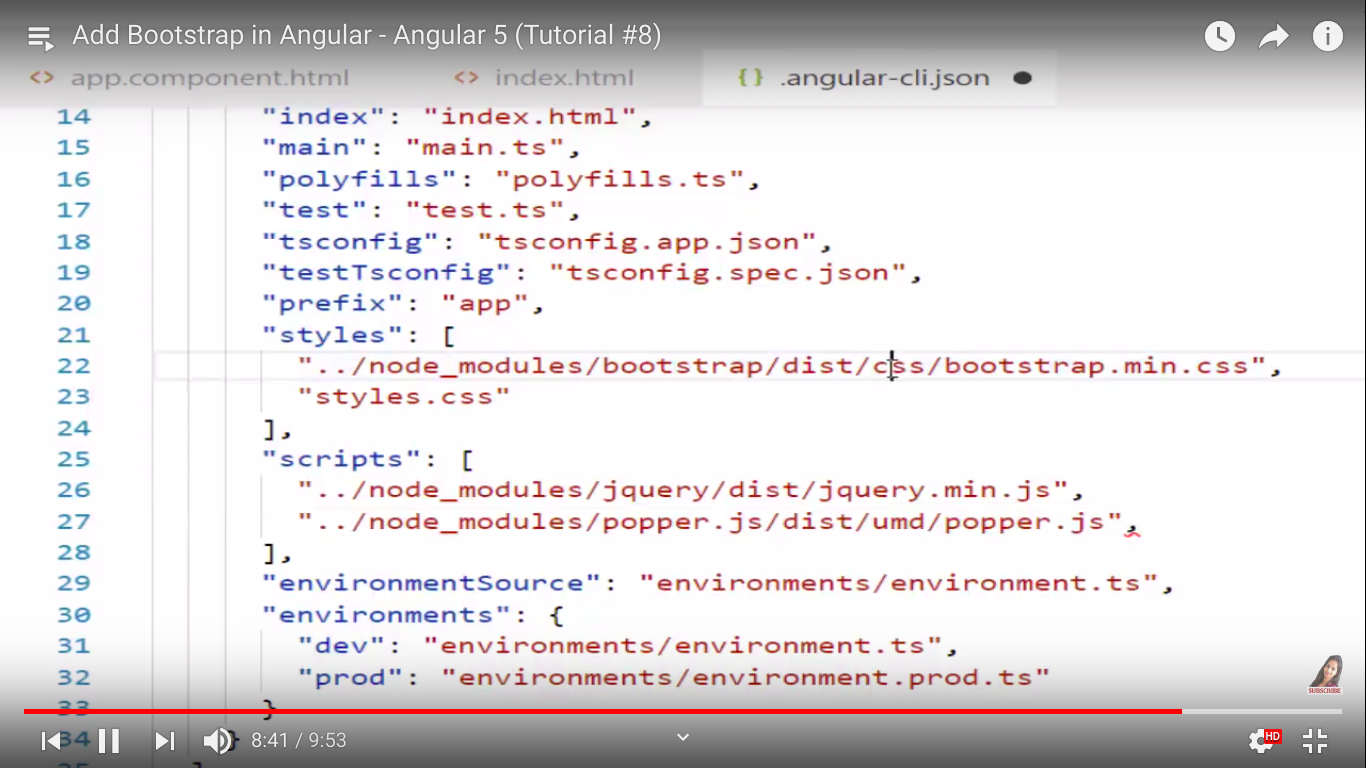 Add Bootstrap in Angular - Angular 5 (Tutorial #8)
<> app.component.html <> index.html {} .angular-cli.json ●
14 "index": "index.html",
15 "main": "main.ts",
16 "polyfills": "polyfills.ts",
17 "test": "test.ts",
18 "tsconfig": "tsconfig.app.json",
19 "testTsconfig": "tsconfig.spec.json",
20 "prefix": "app",
21 "styles": [
22 "../node_modules/bootstrap/dist/css/bootstrap.min.css",
23 "styles.css"
24 ],
25 "scripts": [
26 "../node_modules/jquery/dist/jquery.min.js",
27 "../node_modules/popper.js/dist/umd/popper.js",
28 ],
29 "environmentSource": "environments/environment.ts",
30 "environments": {
31 "dev": "environments/environment.ts",
32 "prod": "environments/environment.prod.ts"
SUBSCRIBE
33 }
34 }
8:41 / 9:53 HD